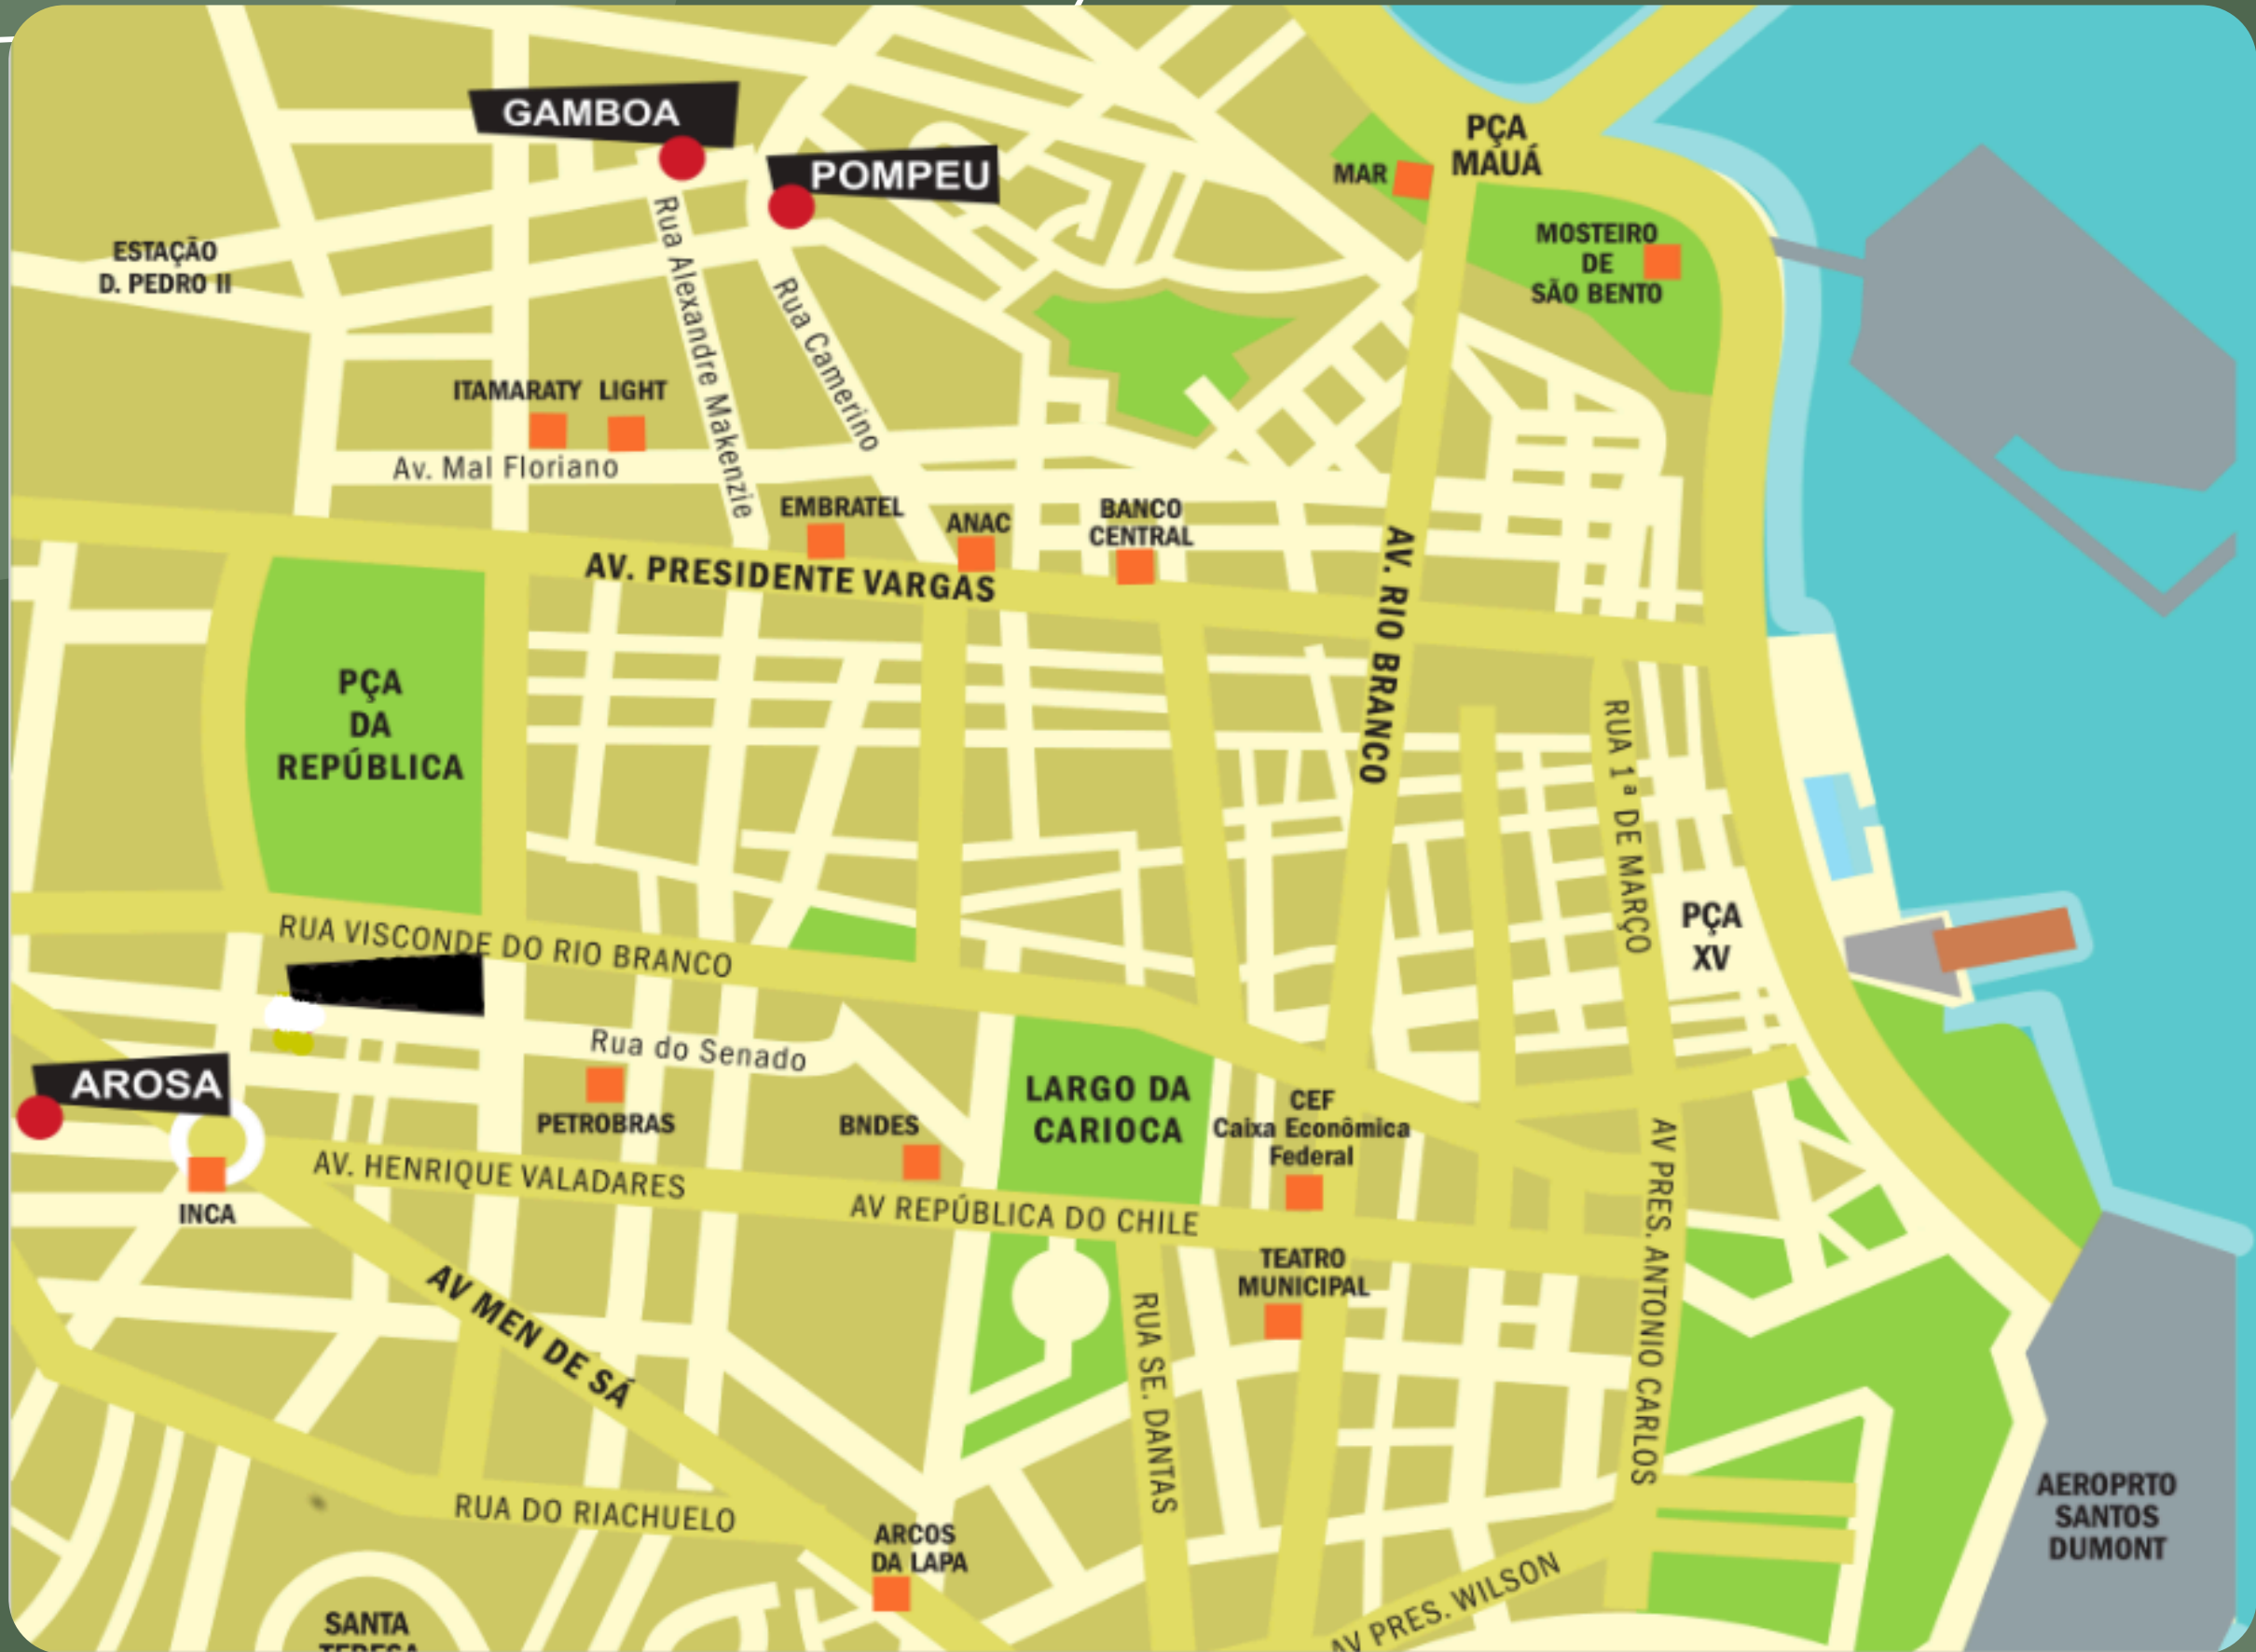 GAMBOA
PÇA
MAUÁ
POMPEU
MAR
Rua Alexandre Makenzie
MOSTEIRO
DE
SÃO BENTO
ESTAÇÃO
D. PEDRO II
Rua Camerino
ITAMARATY
LIGHT
Av. Mal Floriano
EMBRATEL
ANAC
BANCO
CENTRAL
AV. PRESIDENTE VARGAS
AV. RIO BRANCO
PÇA
DA
REPÚBLICA
RUA 1ª DE MARÇO
PÇA
XV
RUA VISCONDE DO RIO BRANCO
Rua do Senado
AROSA
PETROBRAS
BNDES
LARGO DA
CARIOCA
CEF
Caixa Econômica
Federal
AV. HENRIQUE VALADARES
INCA
AV REPÚBLICA DO CHILE
AV PRES. ANTONIO CARLOS
TEATRO
MUNICIPAL
AV MEN DE SÁ
RUA SE. DANTAS
RUA DO RIACHUELO
AEROPRTO
SANTOS
DUMONT
ARCOS
DA LAPA
AV PRES. WILSON
SANTA
TERESA